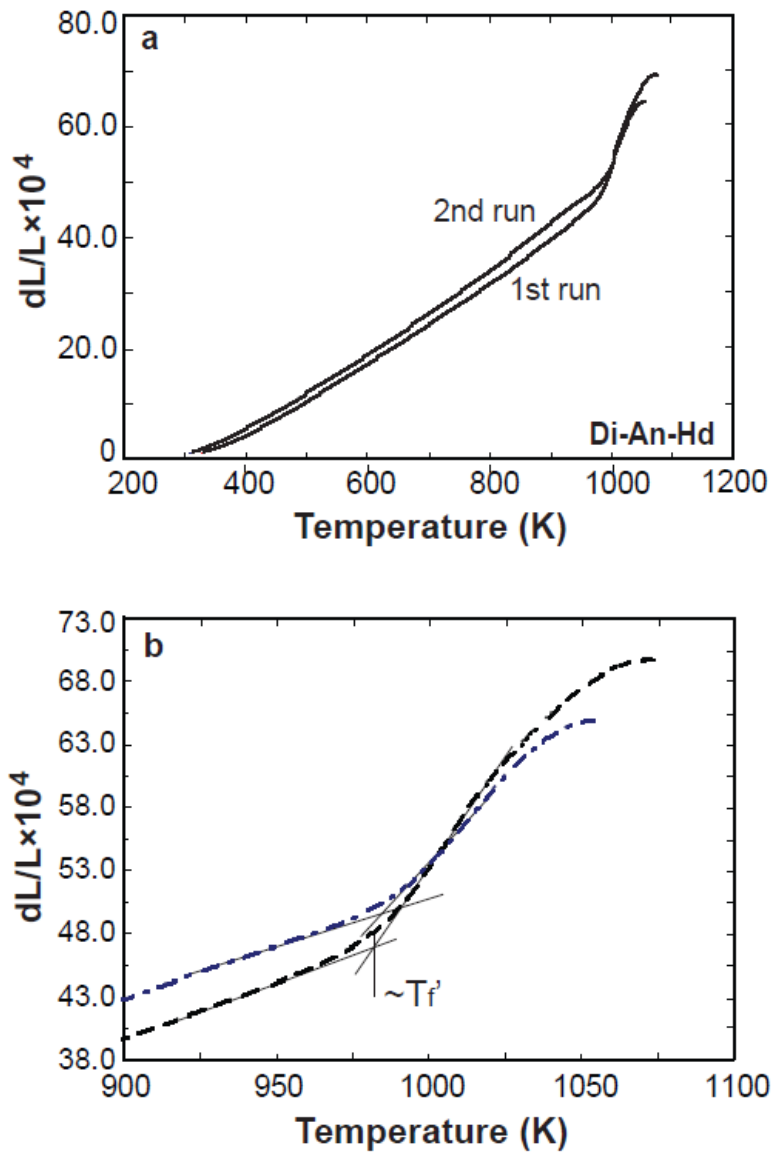 80.0
a
60.0
dL/L×10⁴
2nd run
40.0
1st run
20.0
Di-An-Hd
0
200 400 600 800 1000 1200
Temperature (K)
73.0
b
68.0
63.0
dL/L×10⁴
58.0
53.0
48.0
~Tf'
43.0
38.0
900 950 1000 1050 1100
Temperature (K)